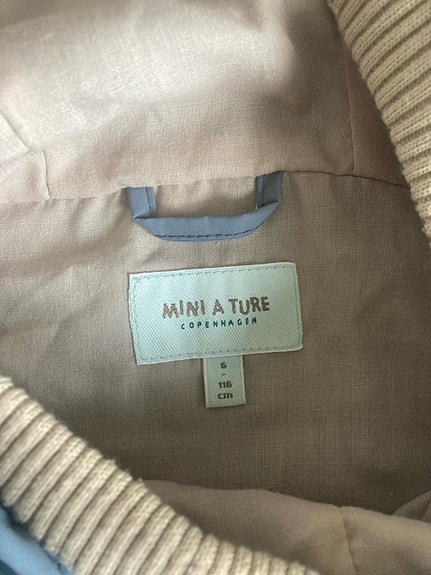 MINI A TURE
COPENHAGEN
6
-
116
cm